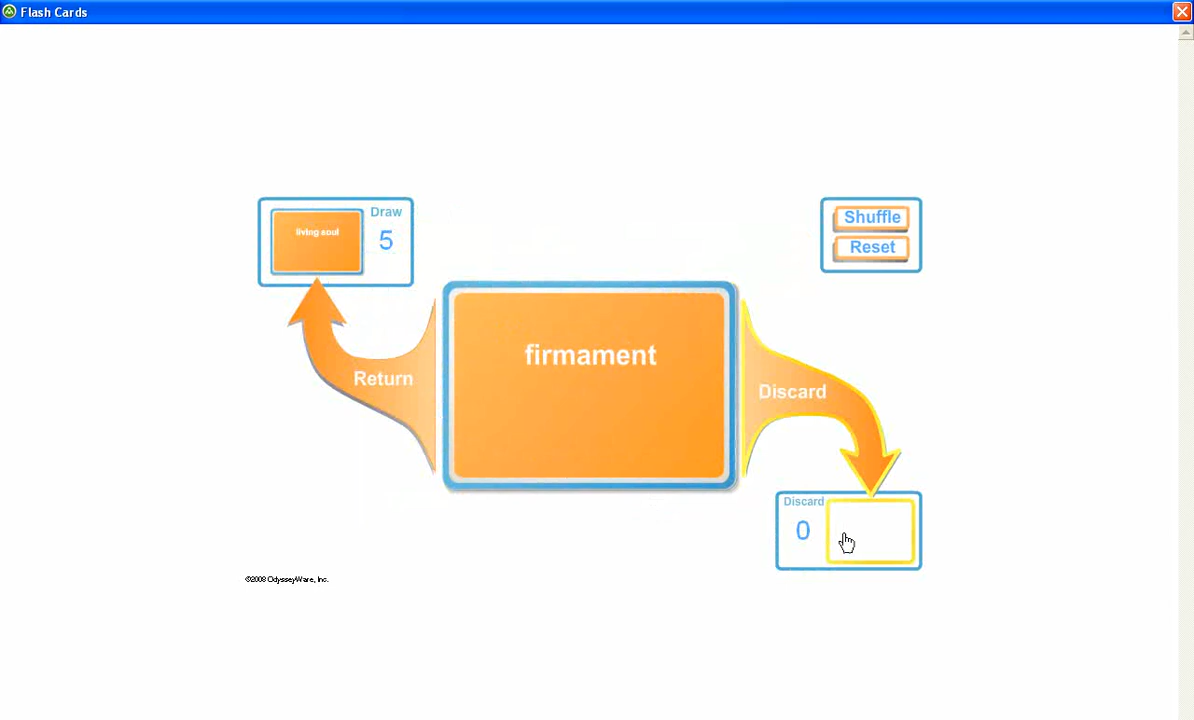 Flash Cards
living soul
Draw
5
Shuffle
Reset
firmament
Return
Discard
Discard
0
©2008 OdysseyWare, Inc.